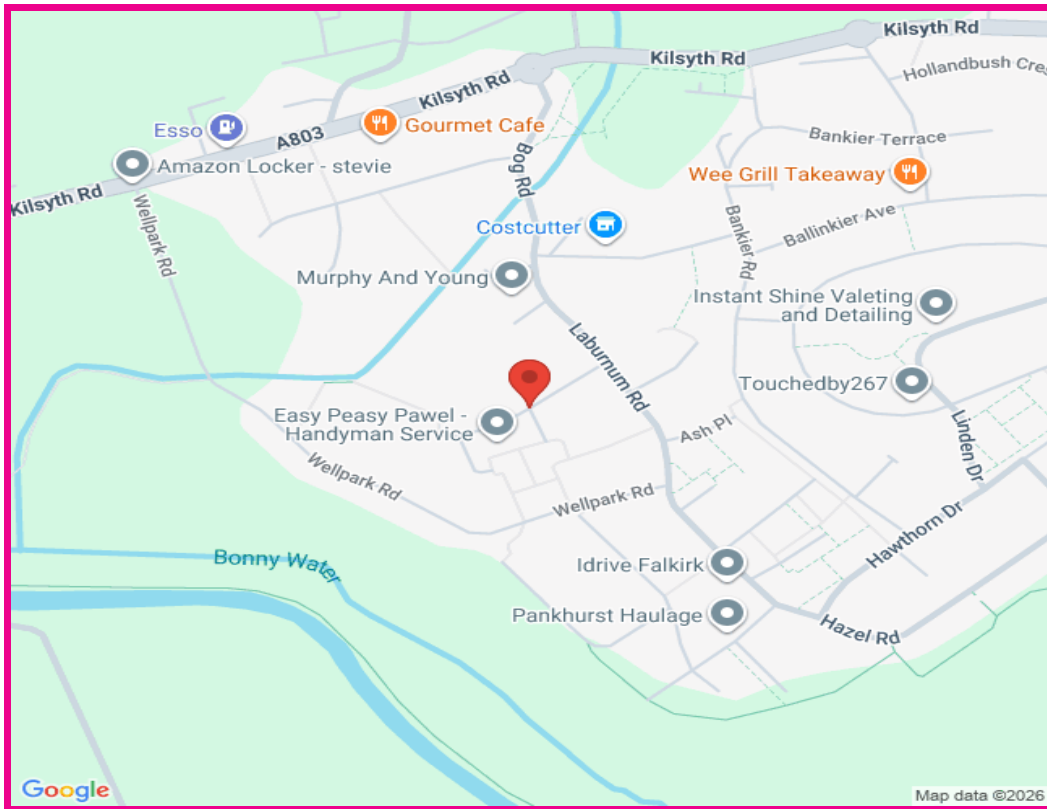 Kilsyth Rd
Kilsyth Rd
Hollandbush Cres
Kilsyth Rd
Gourmet Cafe
Esso
A803
Bankier Terrace
Amazon Locker - stevie
Bog Rd
Wee Grill Takeaway
Kilsyth Rd
Wellpark Rd
Costcutter
Bankier Rd
Ballinkier Ave
Murphy And Young
Instant Shine Valeting
and Detailing
Laburnum Rd
Touchedby267
Easy Peasy Pawel -
Handyman Service
Ash Pl
Linden Dr
Wellpark Rd
Wellpark Rd
Hawthorn Dr
Bonny Water
Idrive Falkirk
Pankhurst Haulage
Hazel Rd
Google
Map data ©2026